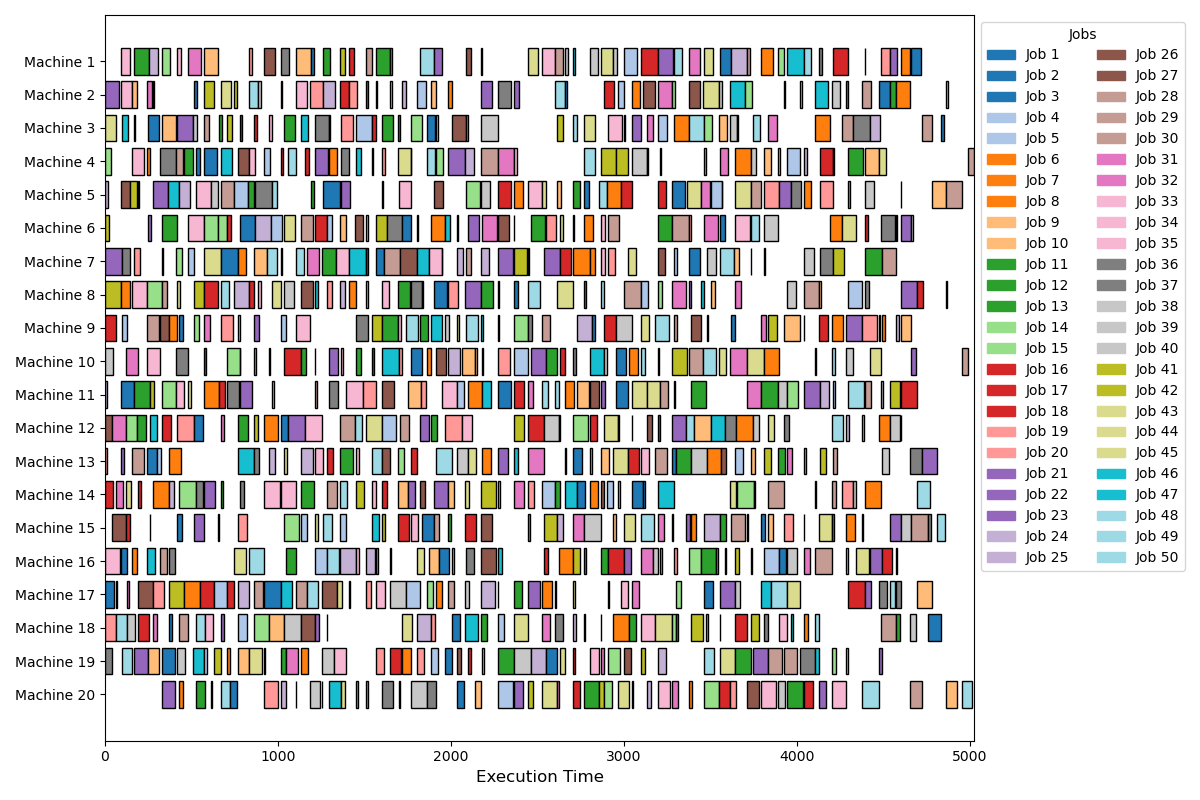 Machine 1
Machine 2
Machine 3
Machine 4
Machine 5
Machine 6
Machine 7
Machine 8
Machine 9
Machine 10
Machine 11
Machine 12
Machine 13
Machine 14
Machine 15
Machine 16
Machine 17
Machine 18
Machine 19
Machine 20
0 1000 2000 3000 4000 5000
Execution Time
Jobs
Job 1
Job 2
Job 3
Job 4
Job 5
Job 6
Job 7
Job 8
Job 9
Job 10
Job 11
Job 12
Job 13
Job 14
Job 15
Job 16
Job 17
Job 18
Job 19
Job 20
Job 21
Job 22
Job 23
Job 24
Job 25
Job 26
Job 27
Job 28
Job 29
Job 30
Job 31
Job 32
Job 33
Job 34
Job 35
Job 36
Job 37
Job 38
Job 39
Job 40
Job 41
Job 42
Job 43
Job 44
Job 45
Job 46
Job 47
Job 48
Job 49
Job 50